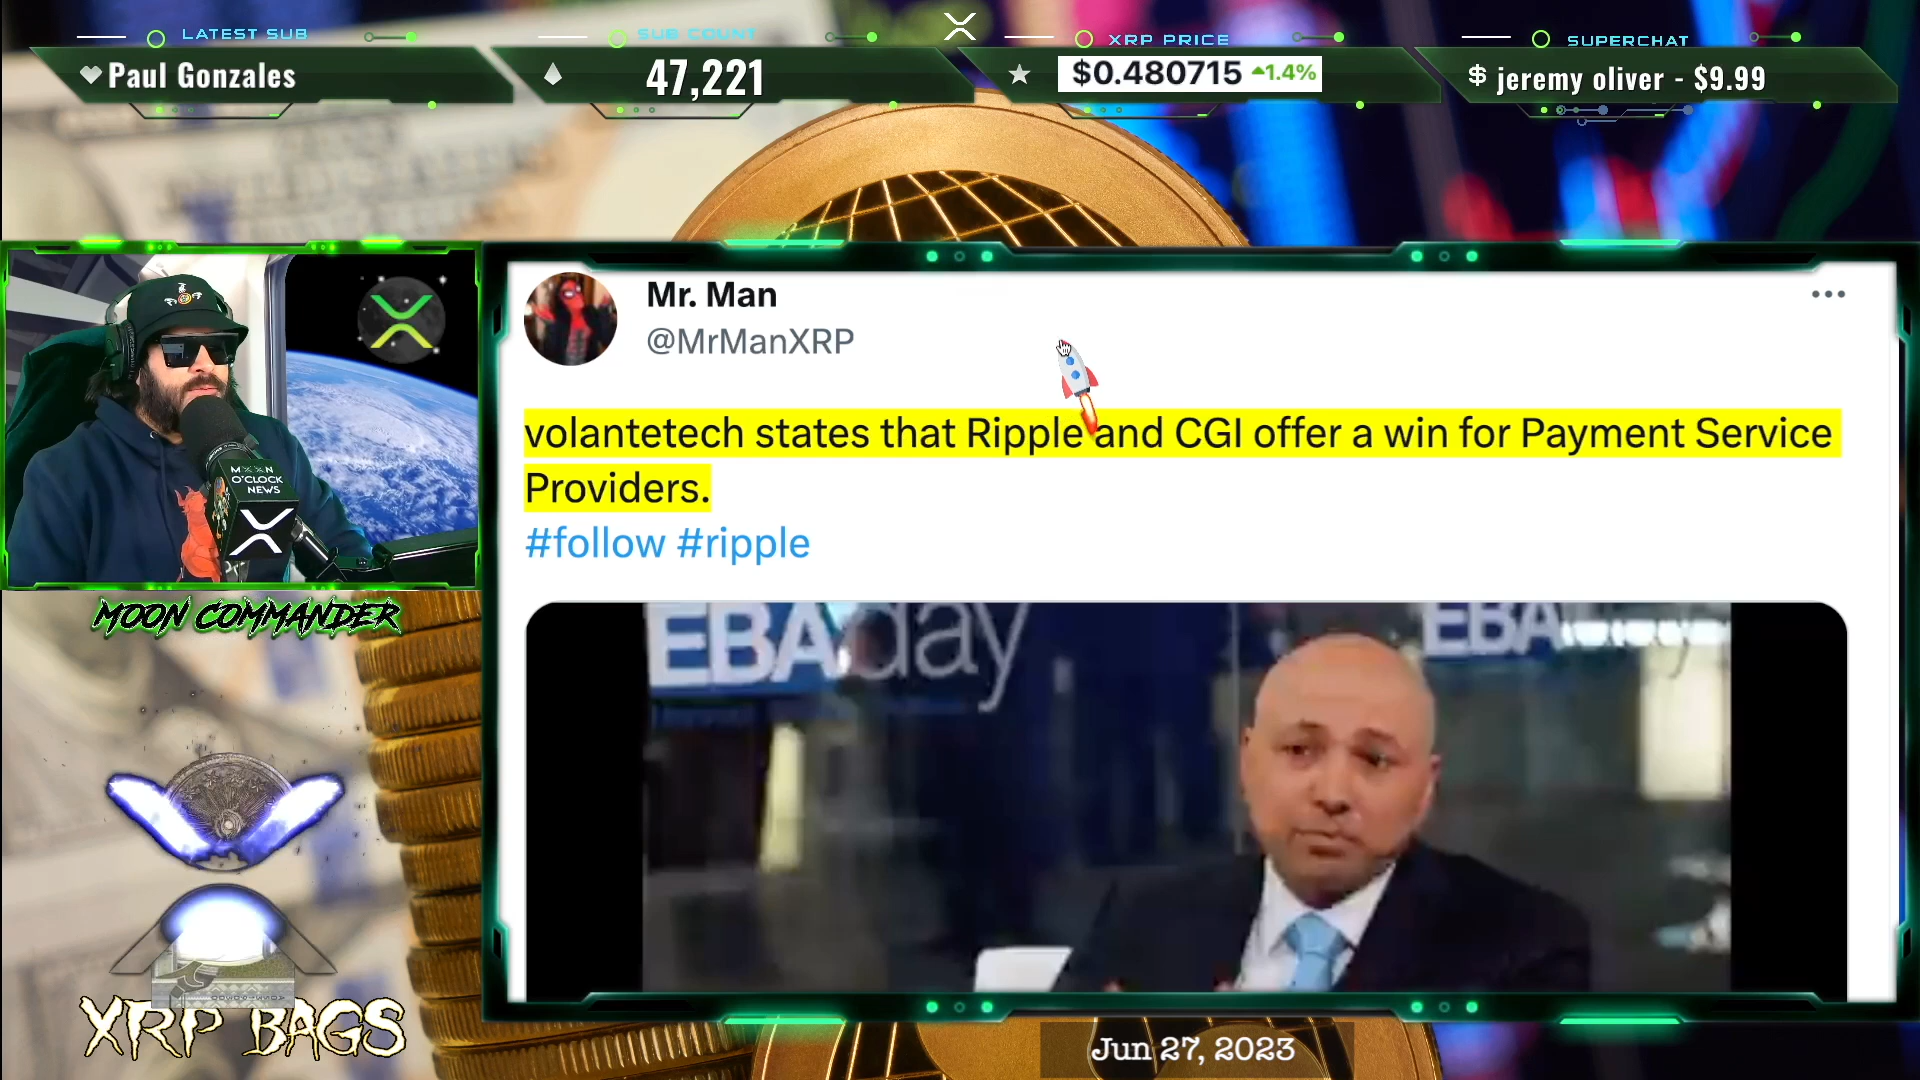 LATEST SUB
Paul Gonzales
SUB COUNT
47,221
XRP PRICE
$0.480715 1.4%
SUPERCHAT
$ jeremy oliver - $9.99
Mr. Man
@MrManXRP
volantetech states that Ripple and CGI offer a win for Payment Service
Providers.
#follow #ripple
EBAday
EBA
MOON
O'CLOCK
NEWS
MOON COMMANDER
XRP BAGS
Jun 27, 2023